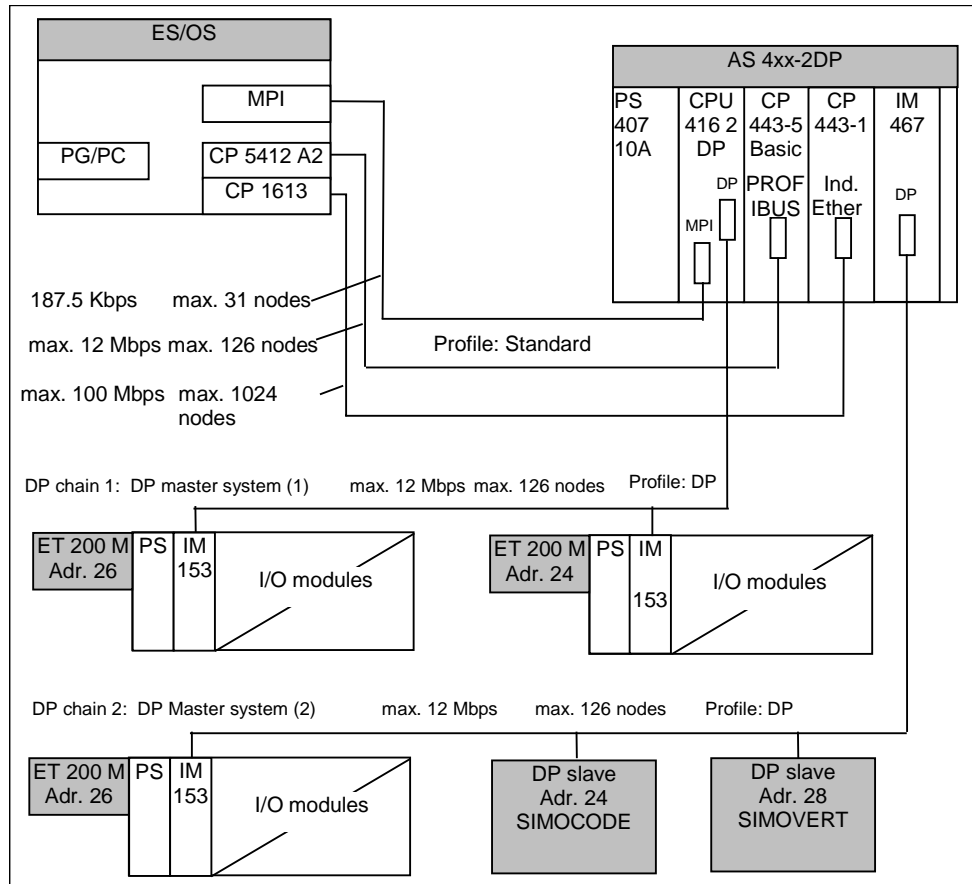 ES/OS
MPI
PG/PC
CP 5412 A2
CP 1613
AS 4xx-2DP
PS
407
10A
CPU
416 2
DP
DP
MPI
CP
443-5
Basic
PROF
IBUS
CP
443-1
Ind.
Ether
IM
467
DP
187.5 Kbps max. 31 nodes
max. 12 Mbps max. 126 nodes
Profile: Standard
max. 100 Mbps max. 1024
nodes
DP chain 1: DP master system (1) max. 12 Mbps max. 126 nodes Profile: DP
ET 200 M
Adr. 26
PS
IM
153
I/O modules
ET 200 M
Adr. 24
PS
IM
153
I/O modules
DP chain 2: DP Master system (2) max. 12 Mbps max. 126 nodes Profile: DP
ET 200 M
Adr. 26
PS
IM
153
I/O modules
DP slave
Adr. 24
SIMOCODE
DP slave
Adr. 28
SIMOVERT